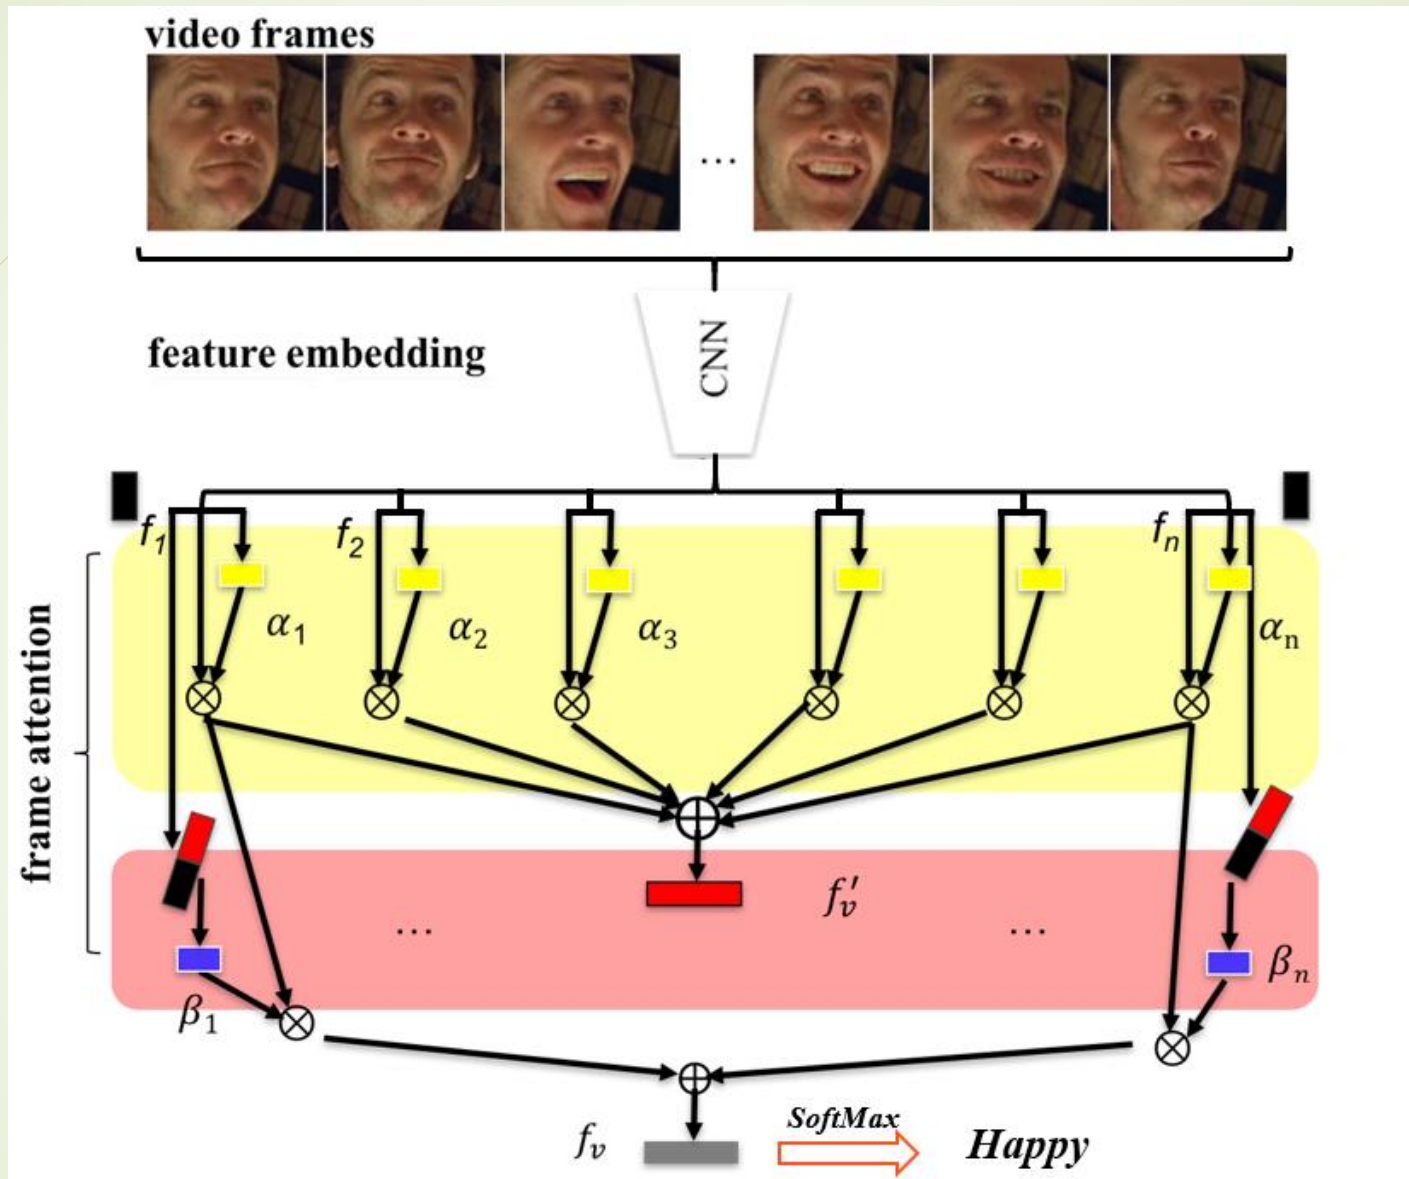 video frames
...
CNN
feature embedding
f₁
f₂
fₙ
α₁
α₂
α₃
αₙ
frame attention
f′ᵥ
...
...
β₁
βₙ
SoftMax
fᵥ
Happy